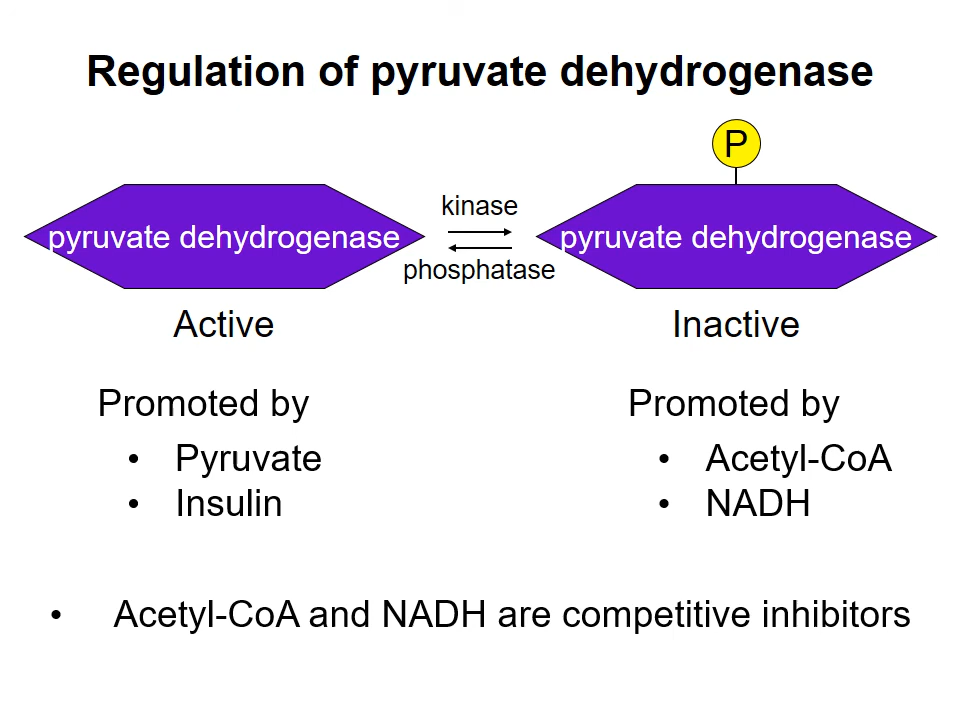 Regulation of pyruvate dehydrogenase
P
pyruvate dehydrogenase
kinase
phosphatase
pyruvate dehydrogenase
Active
Inactive
Promoted by
• Pyruvate
• Insulin
Promoted by
• Acetyl-CoA
• NADH
• Acetyl-CoA and NADH are competitive inhibitors